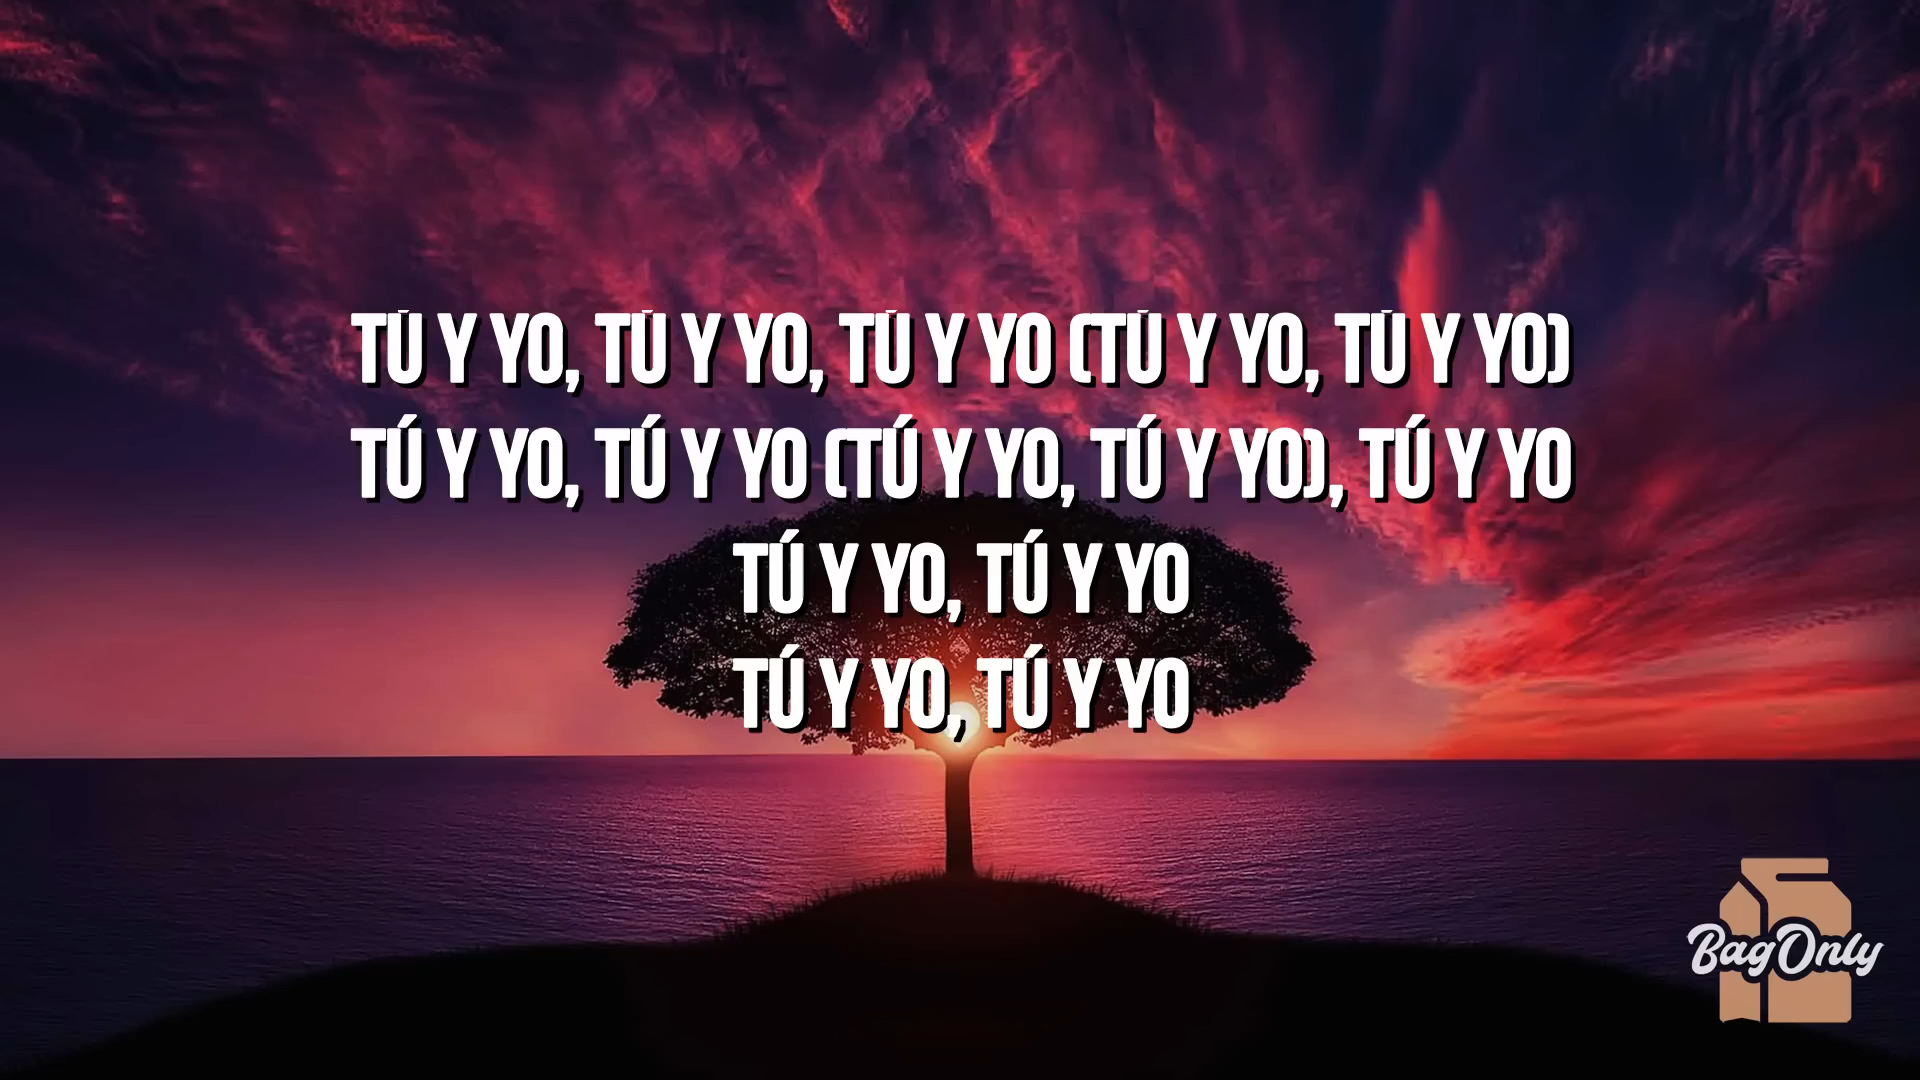 TÚ Y YO, TÚ Y YO, TÚ Y YO (TÚ Y YO, TÚ Y YO)
TÚ Y YO, TÚ Y YO (TÚ Y YO, TÚ Y YO), TÚ Y YO
TÚ Y YO, TÚ Y YO
TÚ Y YO, TÚ Y YO
BagOnly